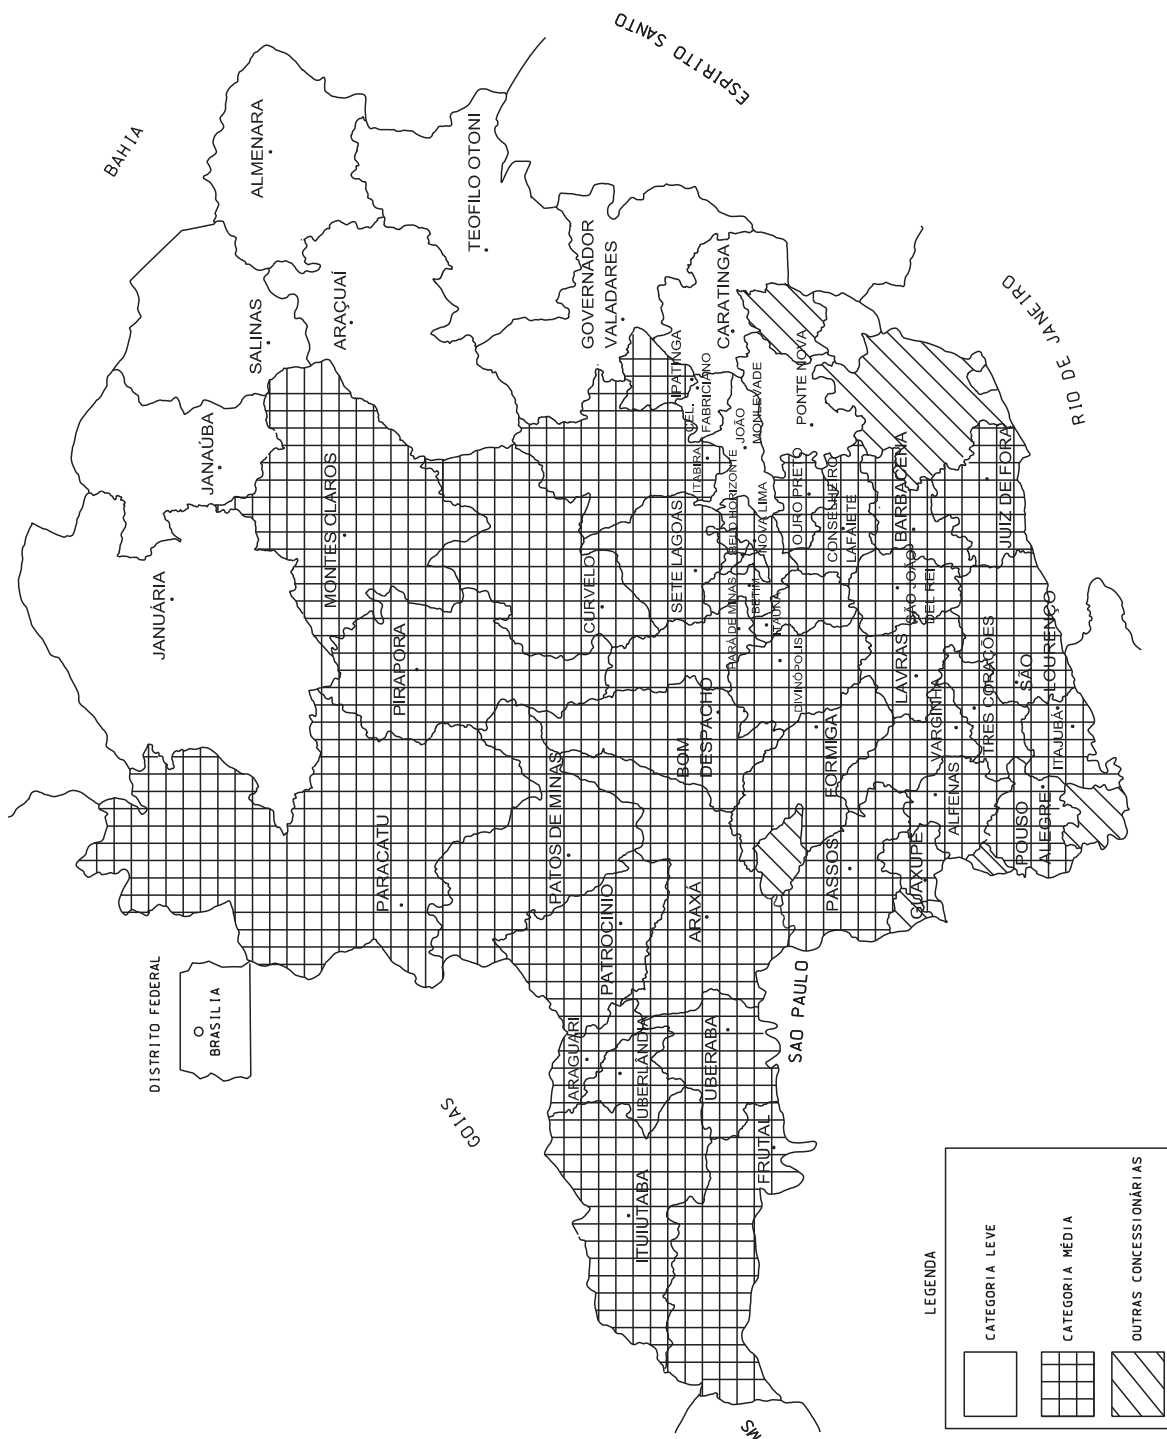 BAHIA
ESPIRITO SANTO
RIO DE JANEIRO
SAO PAULO
MS
GOIAS
DISTRITO FEDERAL
BRASILIA
JANUÁRIA
JANAÚBA
SALINAS
ALMENARA
ARAÇUAÍ
TEOFILO OTONI
MONTES CLAROS
PIRAPORA
PARACATU
GOVERNADOR
VALADARES
CARATINGA
IPATINGA
CEL.
FABRICIANO
JOÃO
MONLEVADE
PONTE NOVA
ITABIRA
BELO HORIZONTE
NOVA LIMA
OURO PRETO
CONSELHEIRO
LAFAIETE
BARBACENA
JUIZ DE FORA
CURVELO
SETE LAGOAS
PARÁ DE MINAS
BETIM
ITAÚNA
DIVINÓPOLIS
SÃO JOÃO
DEL REI
LAVRAS
VARGINHA
TRES CORAÇÕES
SÃO
LOURENÇO
ITAJUBÁ
BOM
DESPACHO
FORMIGA
PATOS DE MINAS
ALFENAS
POUSO
ALEGRE
PASSOS
GUAXUPE
PATROCINIO
ARAXÁ
ARAGUARI
UBERLÂNDIA
UBERABA
ITUIUTABA
FRUTAL
LEGENDA
CATEGORIA LEVE
CATEGORIA MÉDIA
OUTRAS CONCESSIONÁRIAS